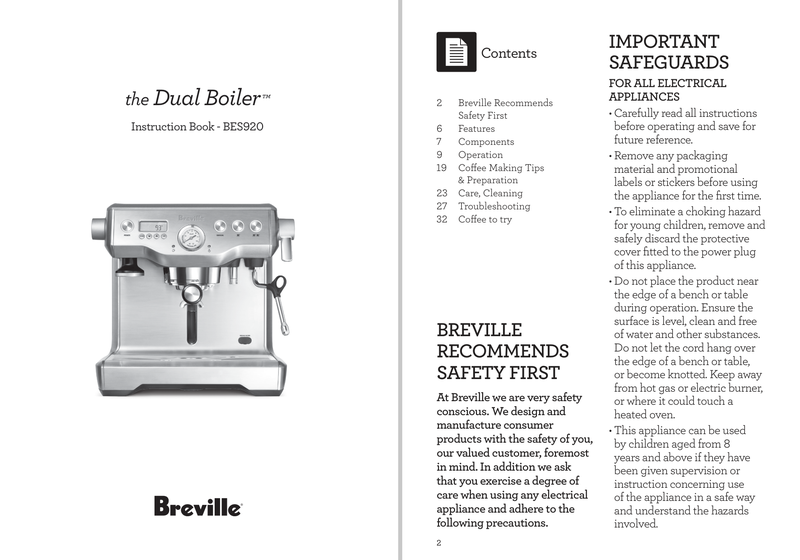 the Dual Boiler™
Instruction Book - BES920
Breville
Contents
2 Breville Recommends
Safety First
6 Features
7 Components
9 Operation
19 Coffee Making Tips
& Preparation
23 Care, Cleaning
27 Troubleshooting
32 Coffee to try
BREVILLE
RECOMMENDS
SAFETY FIRST
At Breville we are very safety
conscious. We design and
manufacture consumer
products with the safety of you,
our valued customer, foremost
in mind. In addition we ask
that you exercise a degree of
care when using any electrical
appliance and adhere to the
following precautions.
2
IMPORTANT
SAFEGUARDS
FOR ALL ELECTRICAL
APPLIANCES
• Carefully read all instructions
before operating and save for
future reference.
• Remove any packaging
material and promotional
labels or stickers before using
the appliance for the first time.
• To eliminate a choking hazard
for young children, remove and
safely discard the protective
cover fitted to the power plug
of this appliance.
• Do not place the product near
the edge of a bench or table
during operation. Ensure the
surface is level, clean and free
of water and other substances.
Do not let the cord hang over
the edge of a bench or table,
or become knotted. Keep away
from hot gas or electric burner,
or where it could touch a
heated oven.
• This appliance can be used
by children aged from 8
years and above if they have
been given supervision or
instruction concerning use
of the appliance in a safe way
and understand the hazards
involved.